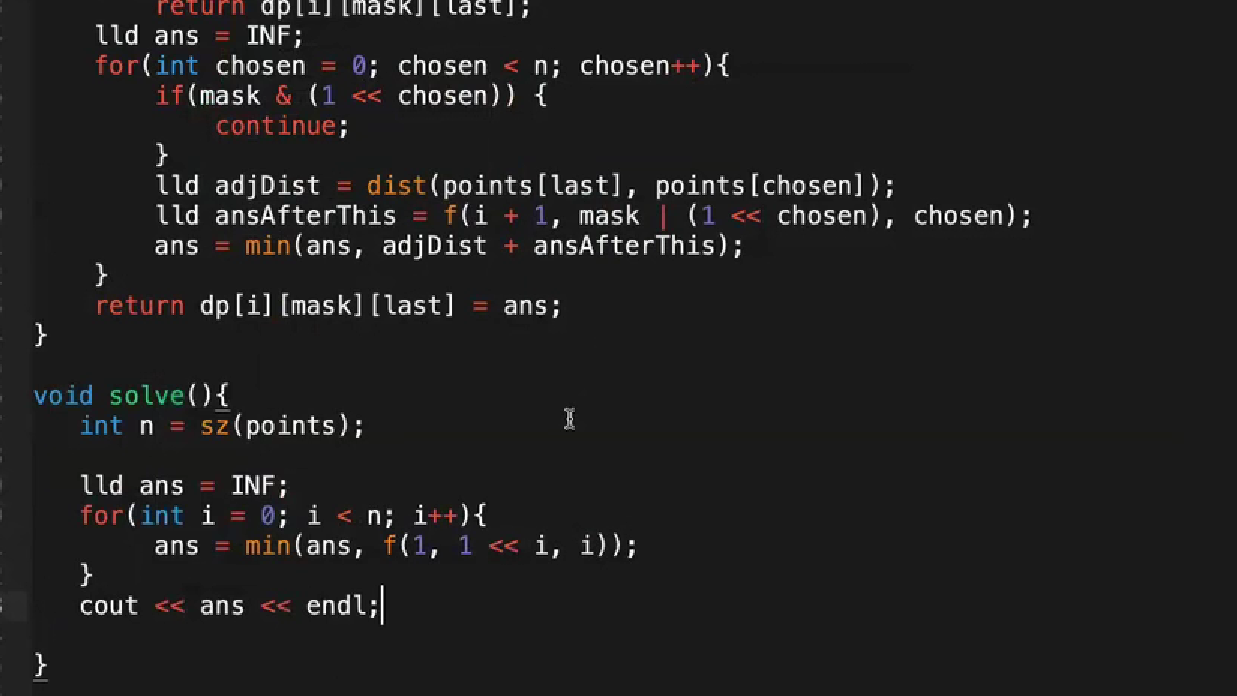 return dp[i][mask][last];
lld ans = INF;
for(int chosen = 0; chosen < n; chosen++){
if(mask & (1 << chosen)) {
continue;
}
lld adjDist = dist(points[last], points[chosen]);
lld ansAfterThis = f(i + 1, mask | (1 << chosen), chosen);
ans = min(ans, adjDist + ansAfterThis);
}
return dp[i][mask][last] = ans;
}
void solve(){
int n = sz(points);
lld ans = INF;
for(int i = 0; i < n; i++){
ans = min(ans, f(1, 1 << i, i));
}
cout << ans << endl;
}